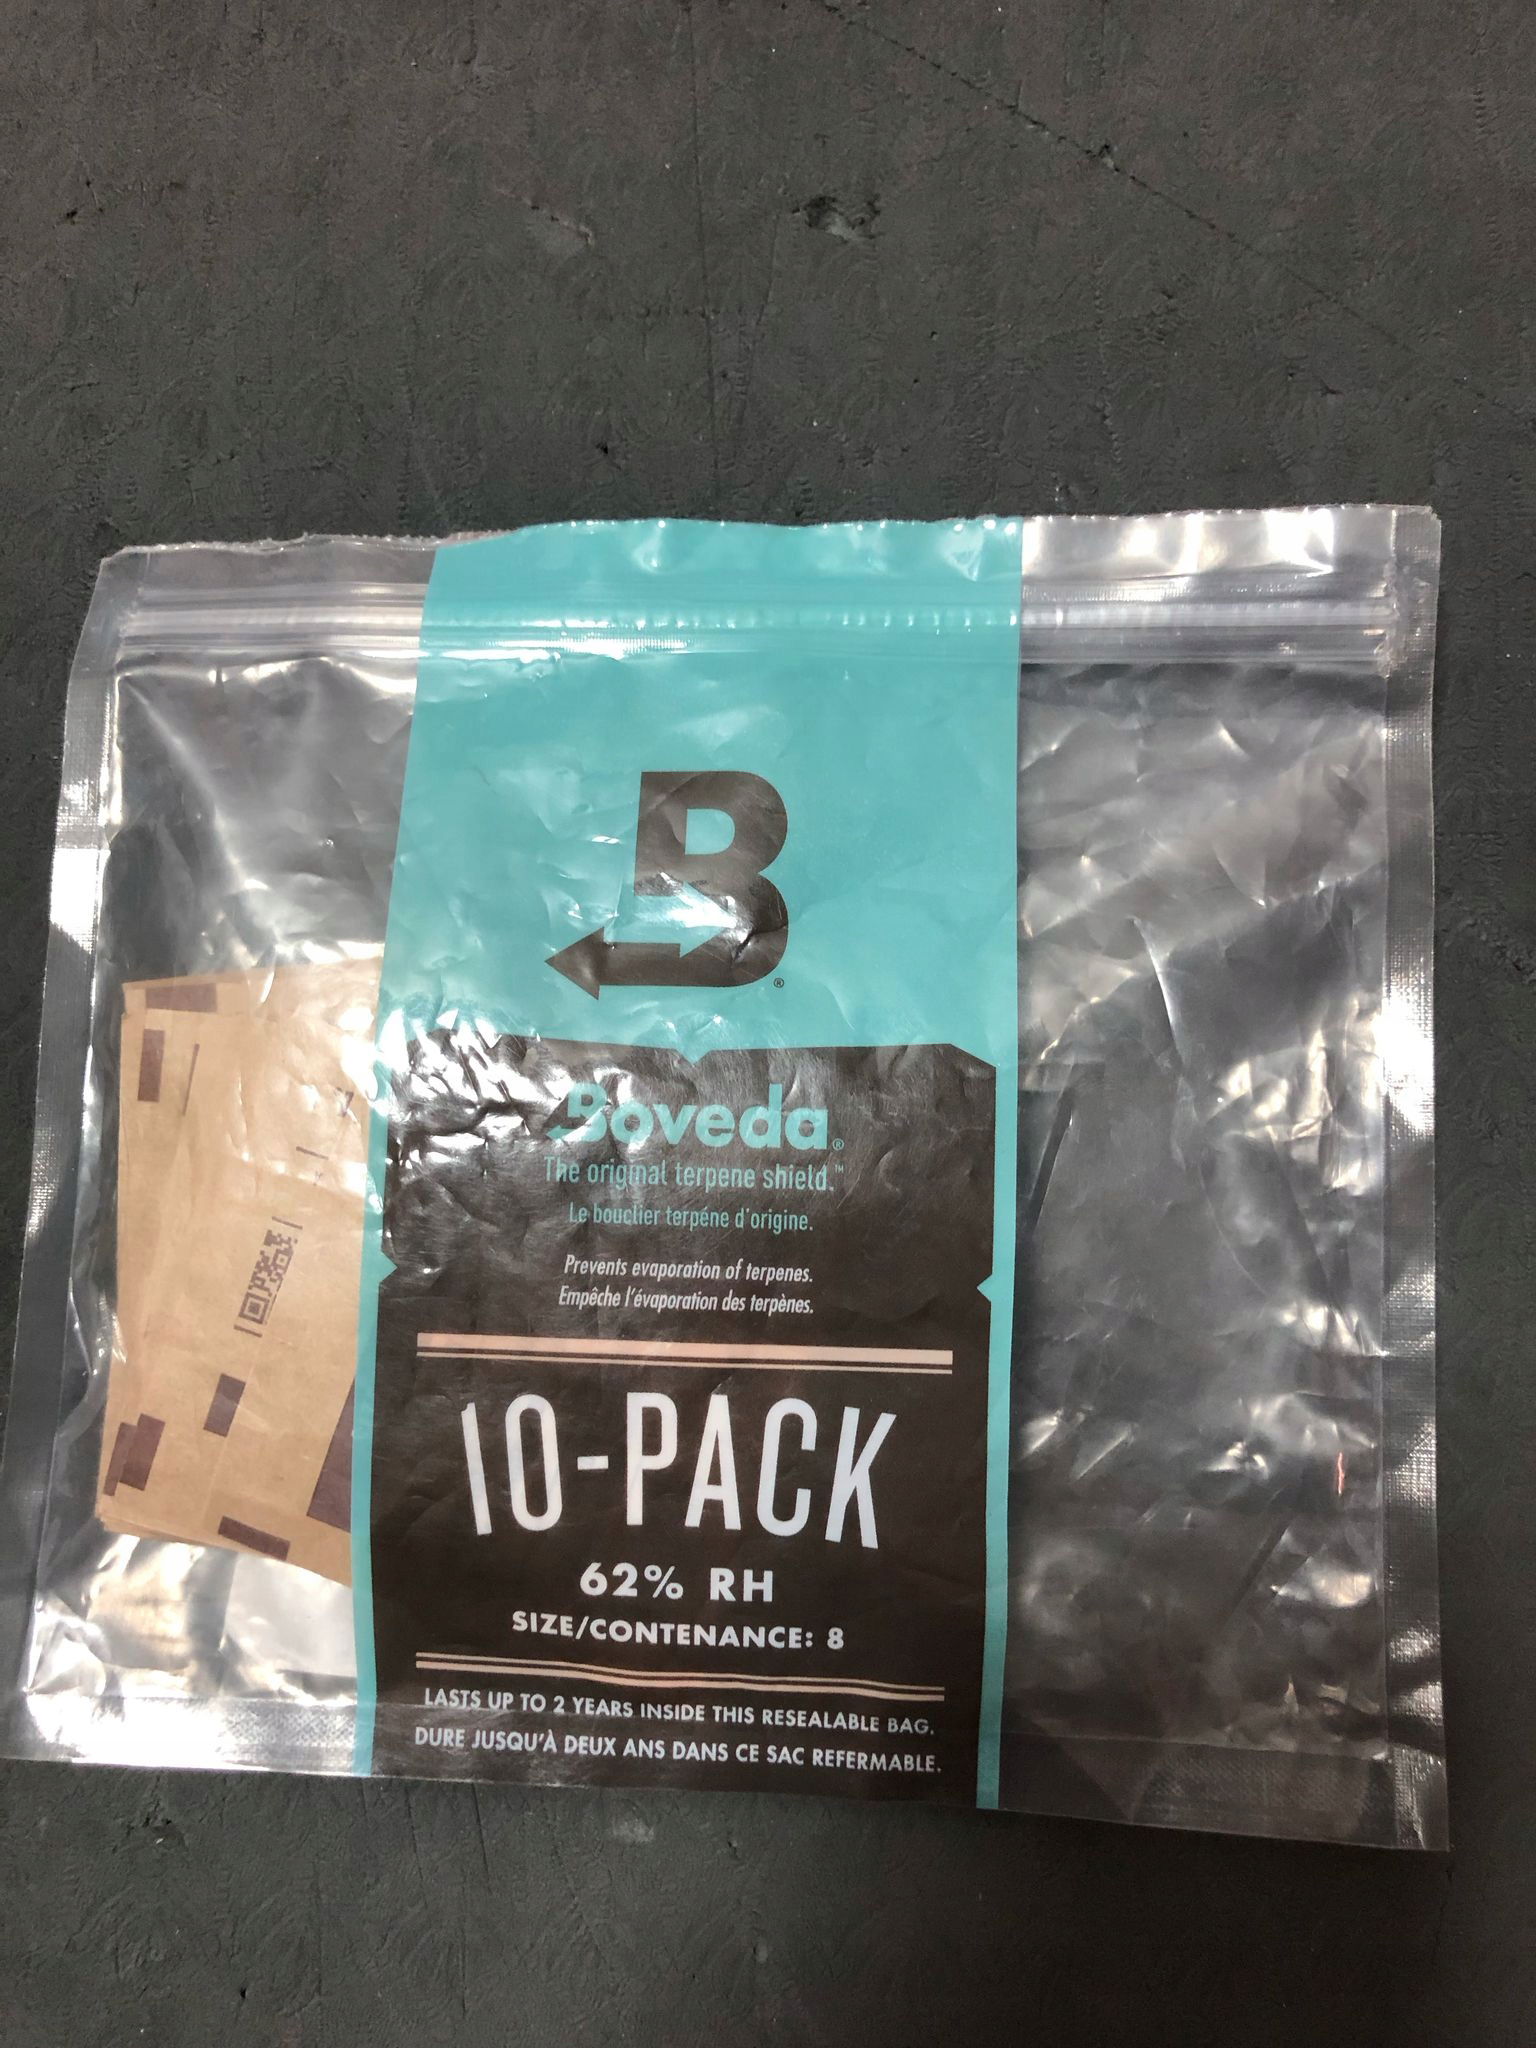 B®
Boveda®
The original terpene shield.™
Le bouclier terpéne d'origine.
Prevents evaporation of terpenes.
Empêche l'évaporation des terpènes.
10-PACK
62% RH
SIZE/CONTENANCE: 8
LASTS UP TO 2 YEARS INSIDE THIS RESEALABLE BAG.
DURE JUSQU'À DEUX ANS DANS CE SAC REFERMABLE.